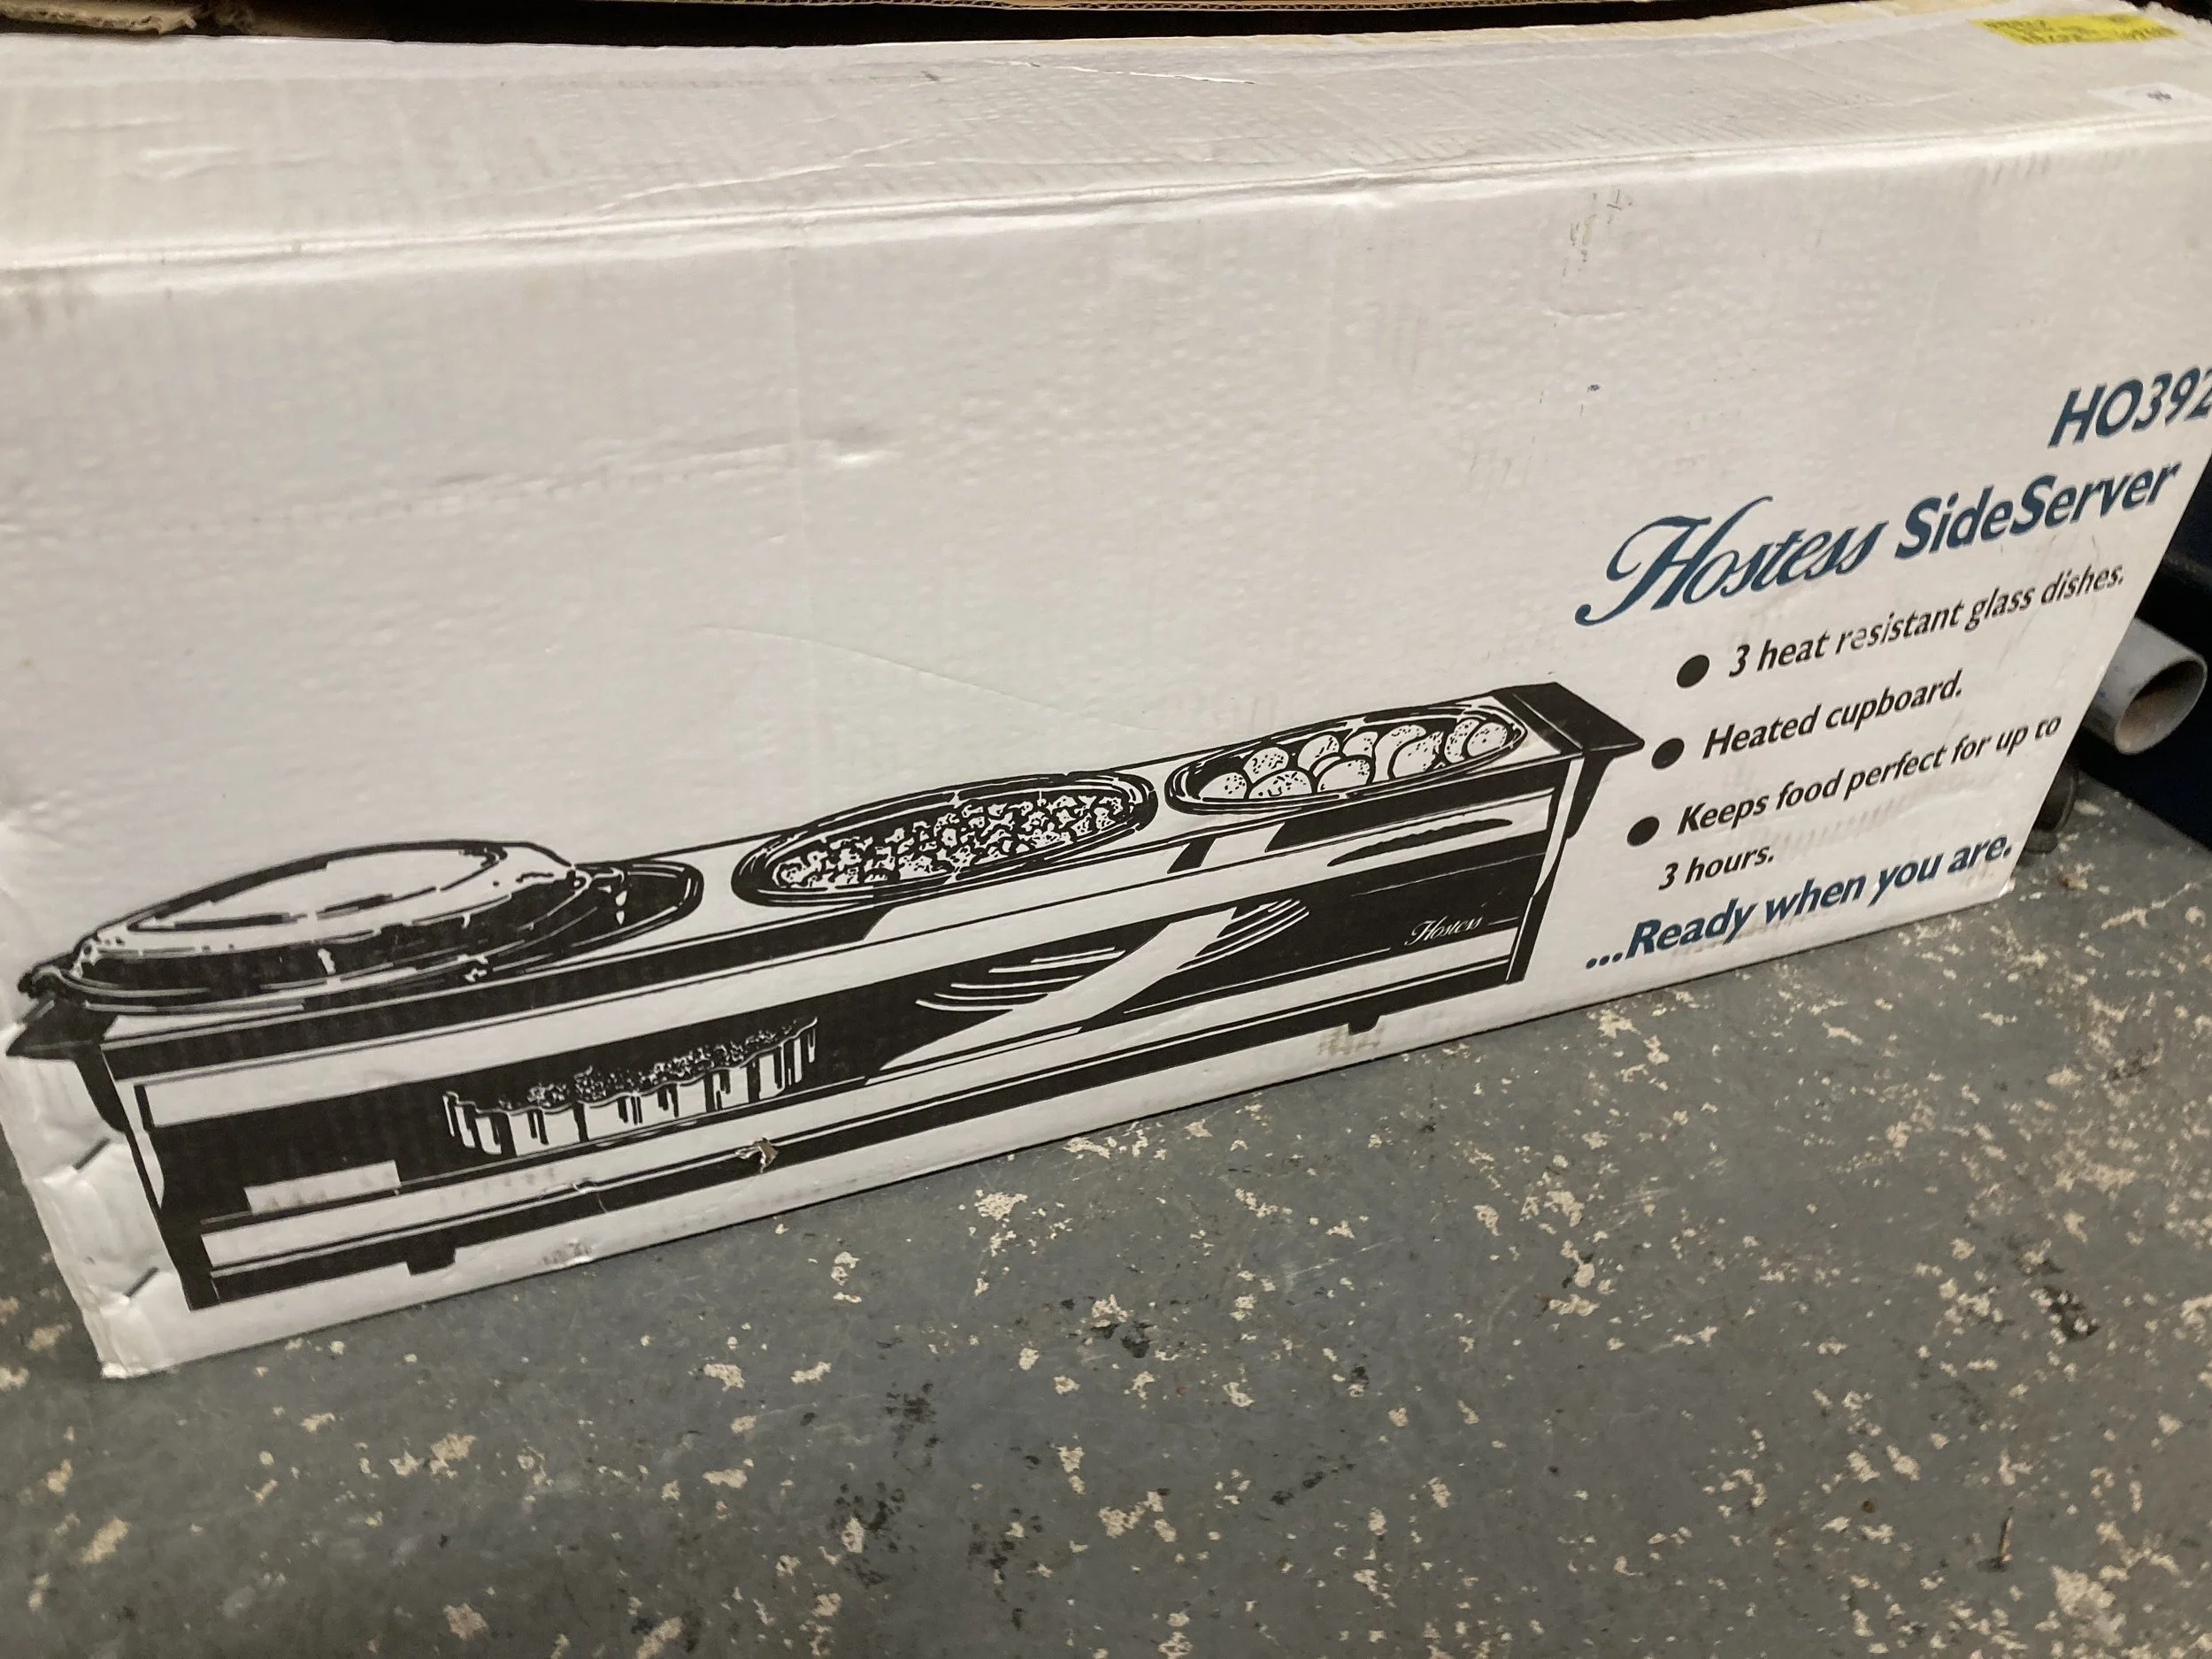 HO392
Hostess SideServer
● 3 heat resistant glass dishes.
● Heated cupboard.
● Keeps food perfect for up to
3 hours.
...Ready when you are.
Hostess